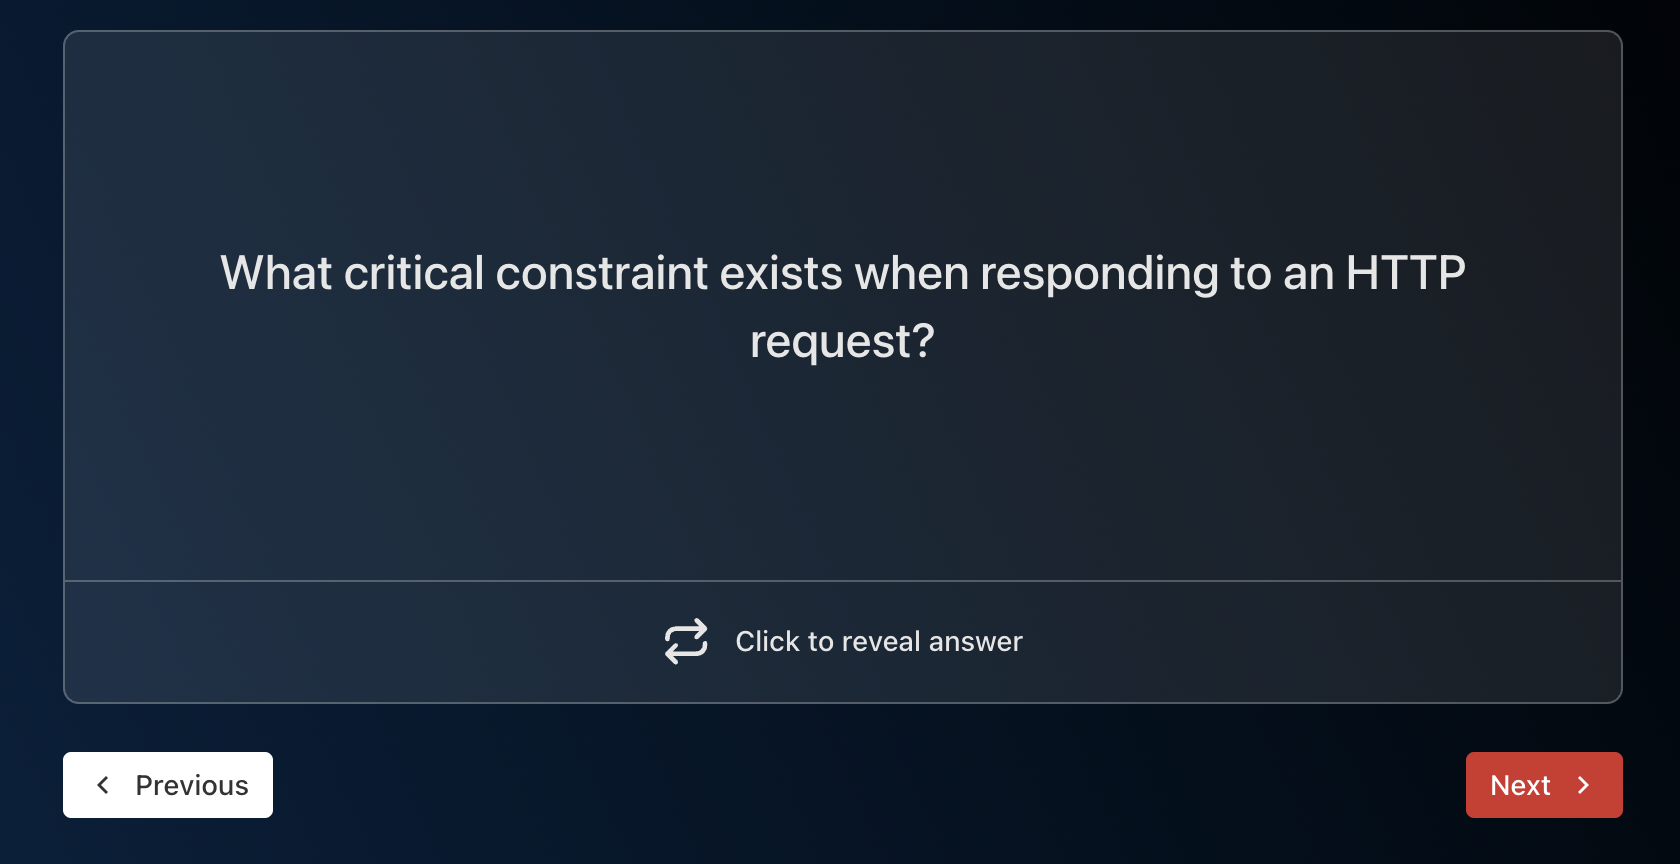 What critical constraint exists when responding to an HTTP
request?
Click to reveal answer
Previous
Next